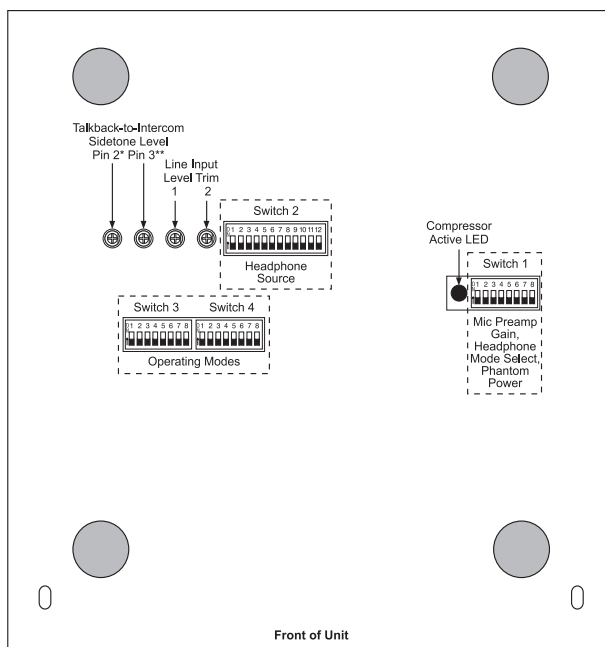 Talkback-to-Intercom
Sidetone Level
Pin 2* Pin 3**
Line Input
Level Trim
1 2
Switch 2
1 2 3 4 5 6 7 8 9 10 11 12
Headphone
Source
Compressor
Active LED
Switch 1
1 2 3 4 5 6 7 8
Mic Preamp
Gain,
Headphone
Mode Select,
Phantom
Power
Switch 3 Switch 4
1 2 3 4 5 6 7 8 1 2 3 4 5 6 7 8
Operating Modes
Front of Unit